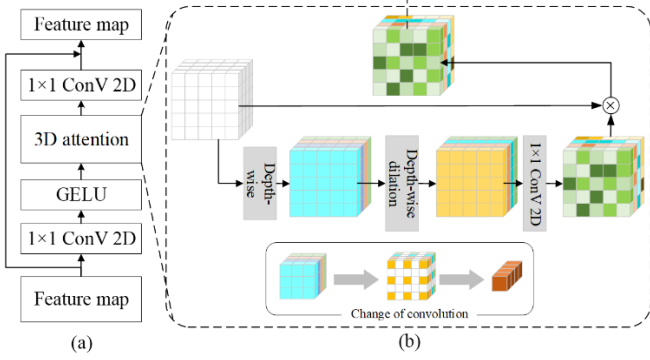 Feature map
1×1 ConV 2D
3D attention
GELU
1×1 ConV 2D
Feature map
(a)
Depth-
wise
Depth-wise
dilation
1×1 ConV 2D
Change of convolution
(b)